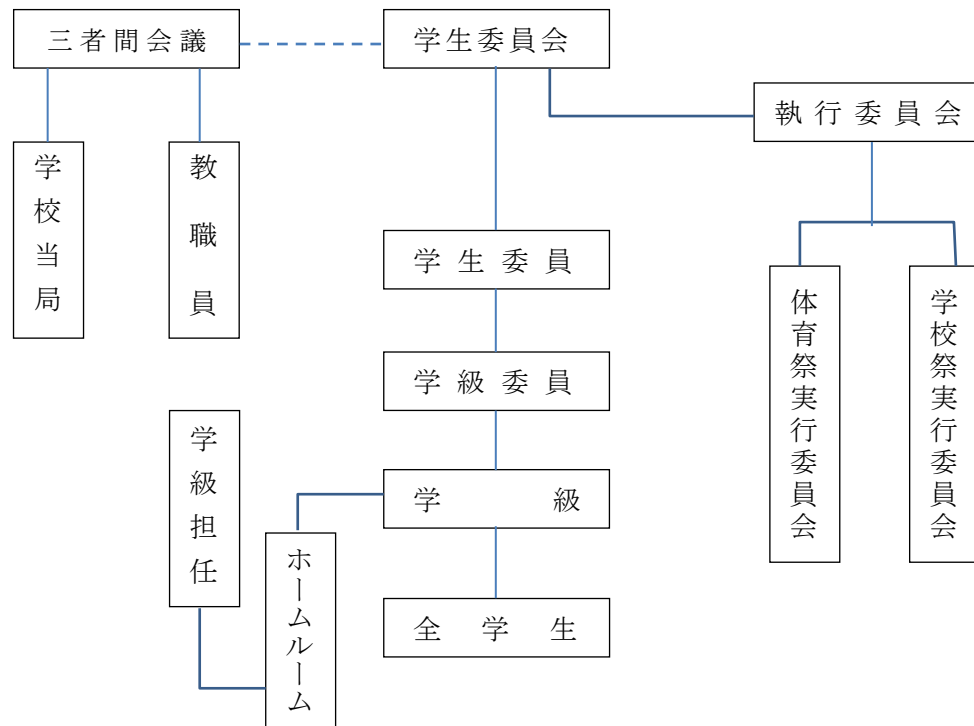 三者間会議
学生委員会
執行委員会
学校当局
教職員
学生委員
体育祭実行委員会
学校祭実行委員会
学級委員
学級担任
学級
ホームルーム
全学生